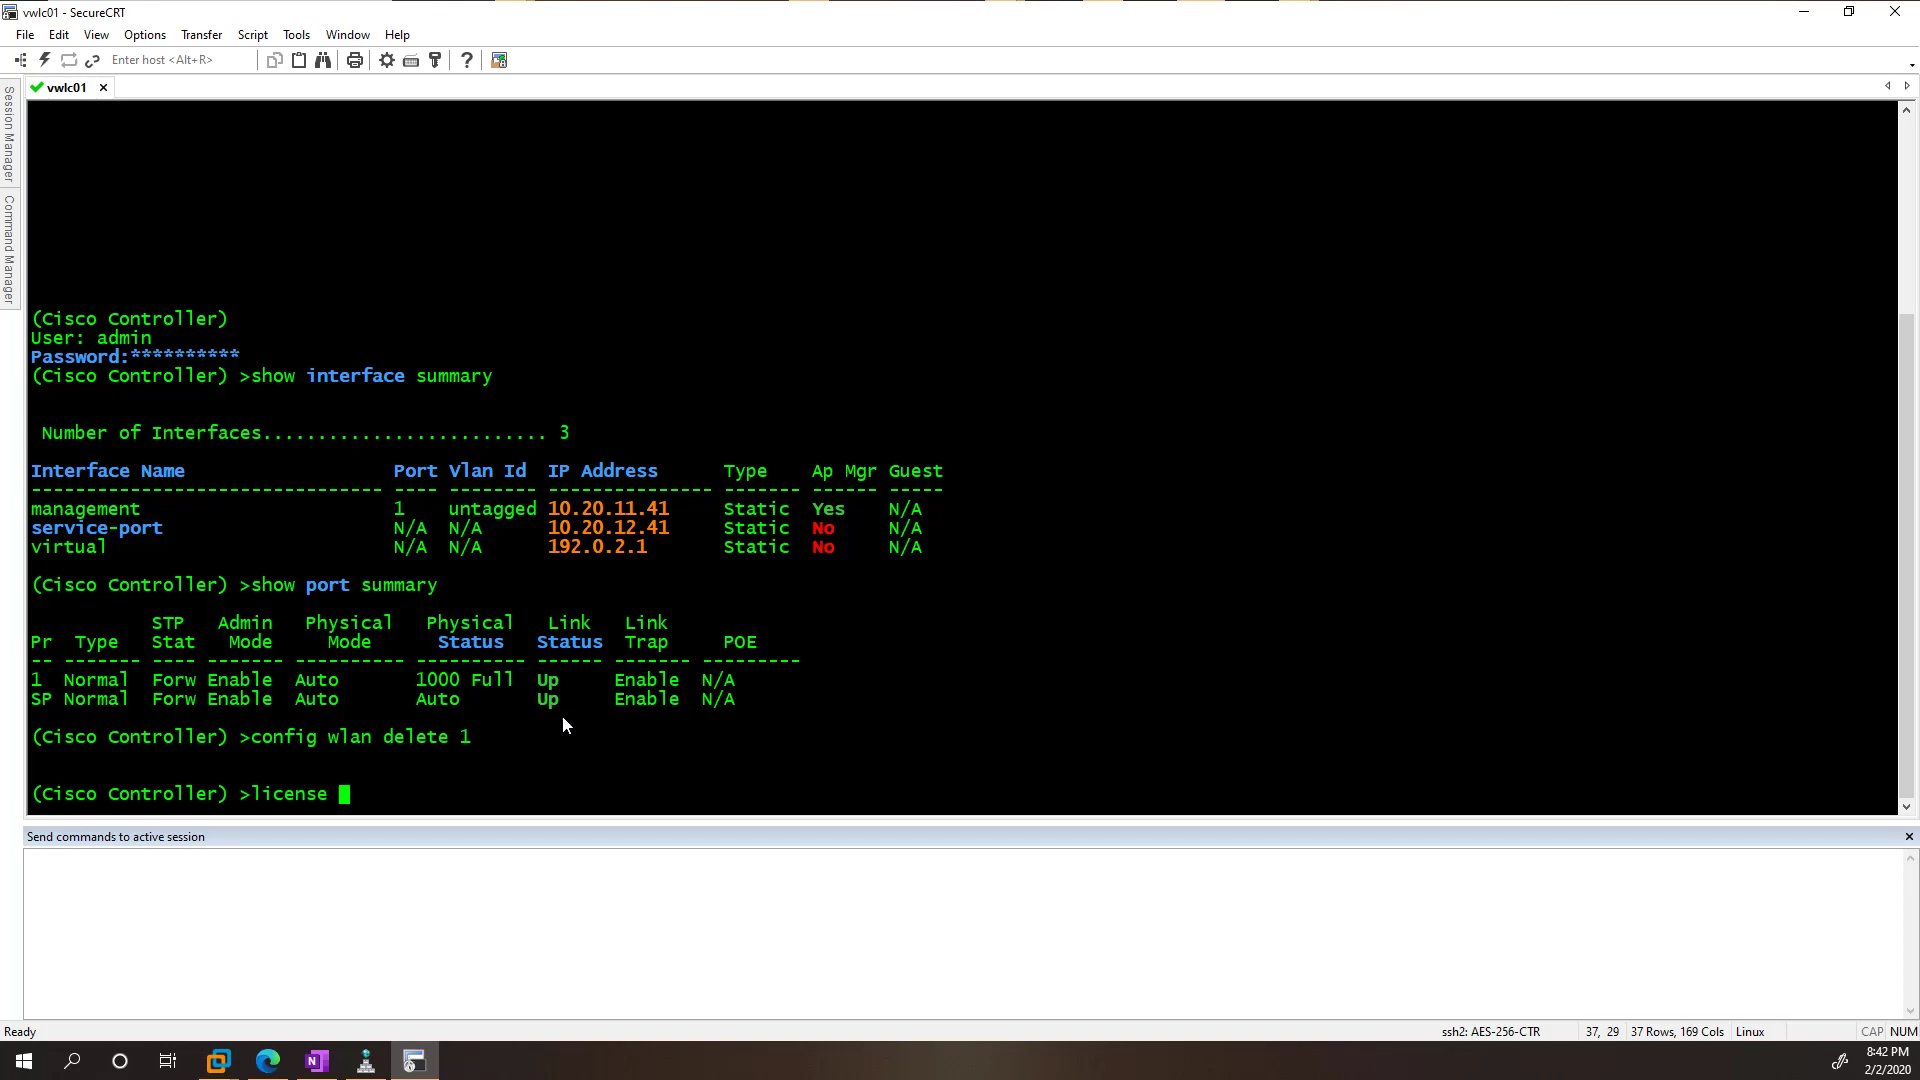 vwlc01 - SecureCRT
File Edit View Options Transfer Script Tools Window Help
Enter host <Alt+R>
vwlc01
Session Manager
Command Manager
(Cisco Controller)
User: admin
Password:**********
(Cisco Controller) >show interface summary
Number of Interfaces.......................... 3
Interface Name Port Vlan Id IP Address Type Ap Mgr Guest
-------------------------------- ---- -------- --------------- ------- ------ -----
management 1 untagged 10.20.11.41 Static Yes N/A
service-port N/A N/A 10.20.12.41 Static No N/A
virtual N/A N/A 192.0.2.1 Static No N/A
(Cisco Controller) >show port summary
STP Admin Physical Physical Link Link
Pr Type Stat Mode Mode Status Status Trap POE
-- ------- ---- ------- ---------- ---------- ------ ------- ---------
1 Normal Forw Enable Auto 1000 Full Up Enable N/A
SP Normal Forw Enable Auto Auto Up Enable N/A
(Cisco Controller) >config wlan delete 1
(Cisco Controller) >license
Send commands to active session
Ready ssh2: AES-256-CTR 37, 29 37 Rows, 169 Cols Linux CAP NUM
8:42 PM
2/2/2020